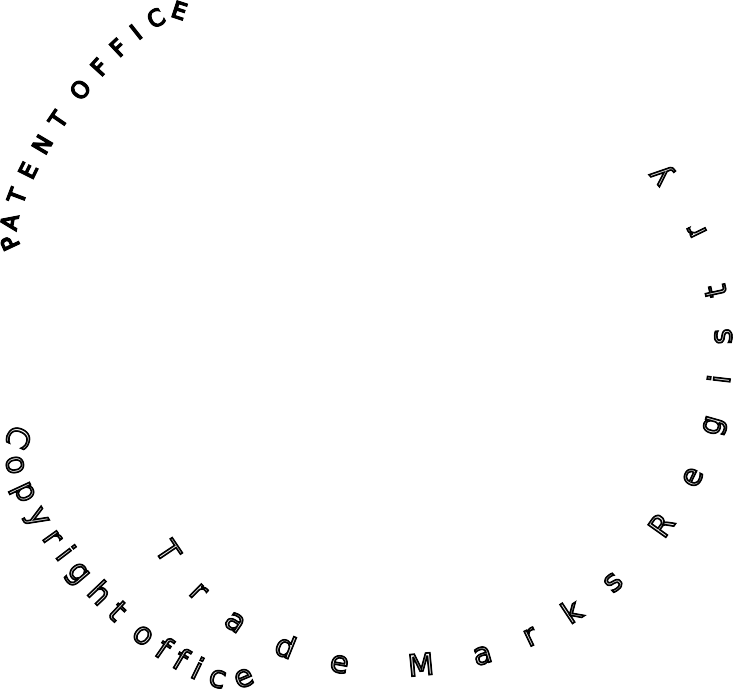 PATENT OFFICE
Copyright office
Trade Marks Registry